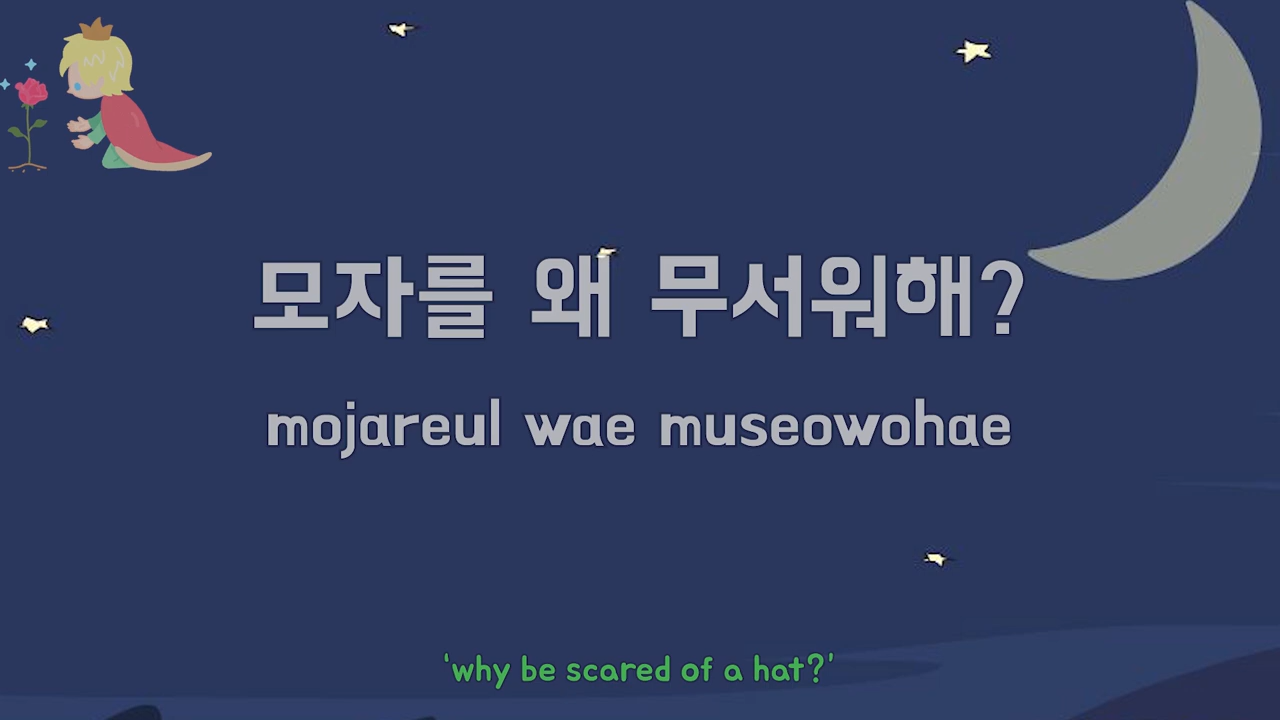 모자를 왜 무서워해?
mojareul wae museowohae
'why be scared of a hat?'